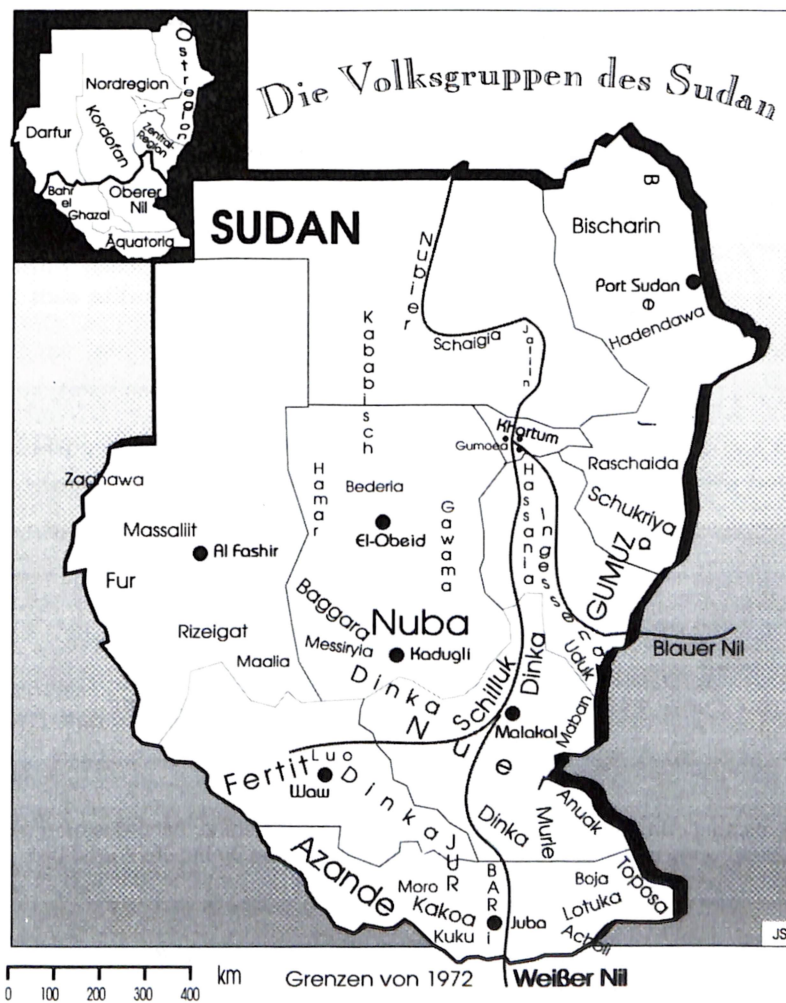 Die Volksgruppen des Sudan
Nordregion
Ostregion
Darfur
Kordofan
Zentral-
Region
Bahr
el
Ghazal
Oberer
Nil
Äquatoria
SUDAN
Nubier
B
Bischarin
Port Sudan
e
Hadendawa
Kababisch
Schaigia
Jaliin
j
Khortum
Gumoea
Raschaida
Zaghawa
Hamar
Bederia
Gawama
Hassania
Schukriya
a
Massaliit
Al Fashir
El-Obeid
Ingessena
GUMUZ
Fur
Baggara
Nuba
Rizeigat
Messiryia
Kadugli
Maalia
Dinka
Schilluk
Dinka
Uduk
Blauer Nil
Nuer
Malakal
Maban
Fertit
Luo
Waw
Dinka
Dinka
Murle
Anuak
Azande
JUR
BARI
Toposa
Moro
Boja
Kakoa
Lotuka
Kuku
Juba
Acholi
JS
0 100 200 300 400 km
Grenzen von 1972
Weißer Nil